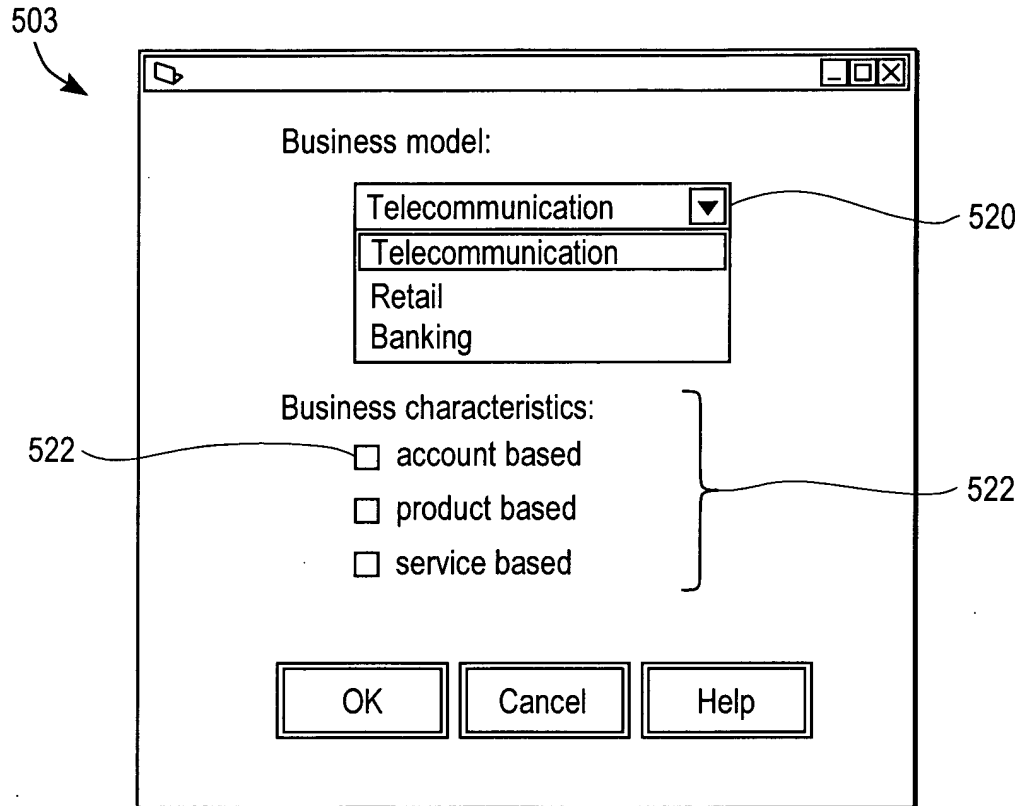 503
Business model:
Telecommunication
520
Telecommunication
Retail
Banking
Business characteristics:
522
account based
522
product based
service based
OK Cancel Help